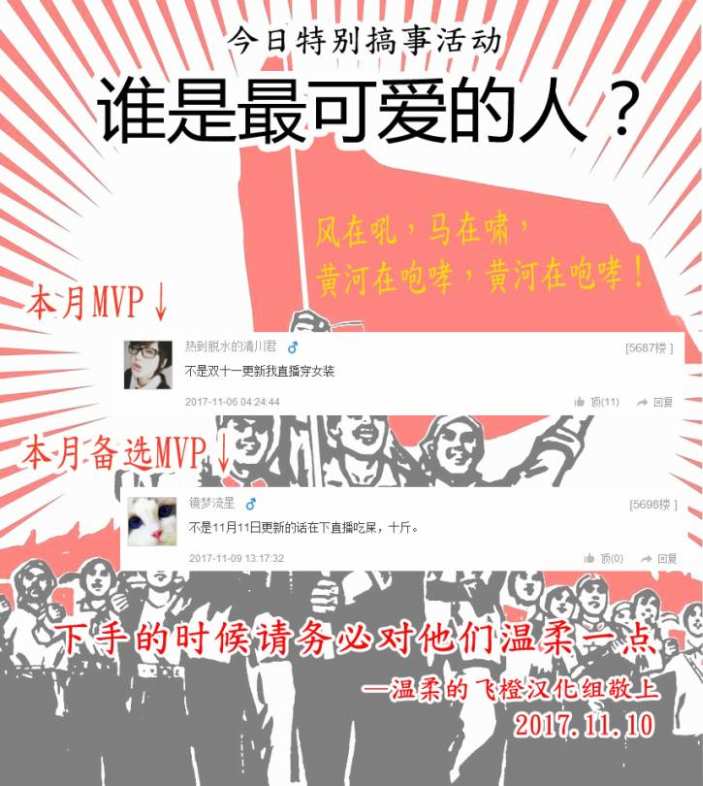 今日特别搞事活动
谁是最可爱的人？
风在吼，马在啸，
黄河在咆哮，黄河在咆哮！
本月MVP↓
热到脱水的清川君 ♂
[5687楼]
不是双十一更新我直播穿女装
2017-11-06 04:24:44
顶(11) 回复
本月备选MVP↓
镜梦流星 ♂
[5698楼]
不是11月11日更新的话在下直播吃屎，十斤。
2017-11-09 13:17:32
顶(0) 回复
下手的时候请务必对他们温柔一点
—温柔的飞橙汉化组敬上
2017.11.10